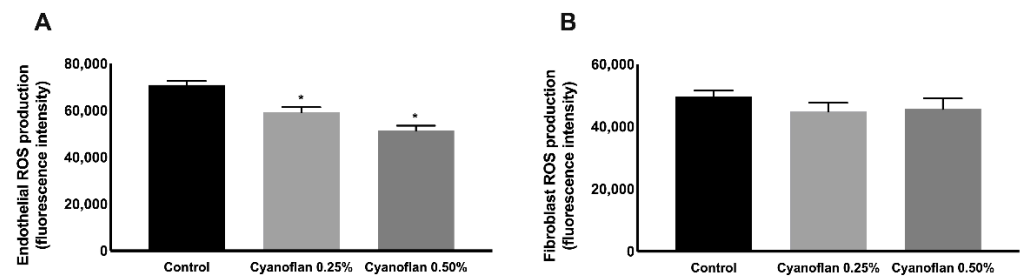 A
Endothelial ROS production
(fluorescence intensity)
80,000
60,000
40,000
20,000
0
*
*
Control
Cyanoflan 0.25%
Cyanoflan 0.50%
B
Fibroblast ROS production
(fluorescence intensity)
60,000
40,000
20,000
0
Control
Cyanoflan 0.25%
Cyanoflan 0.50%